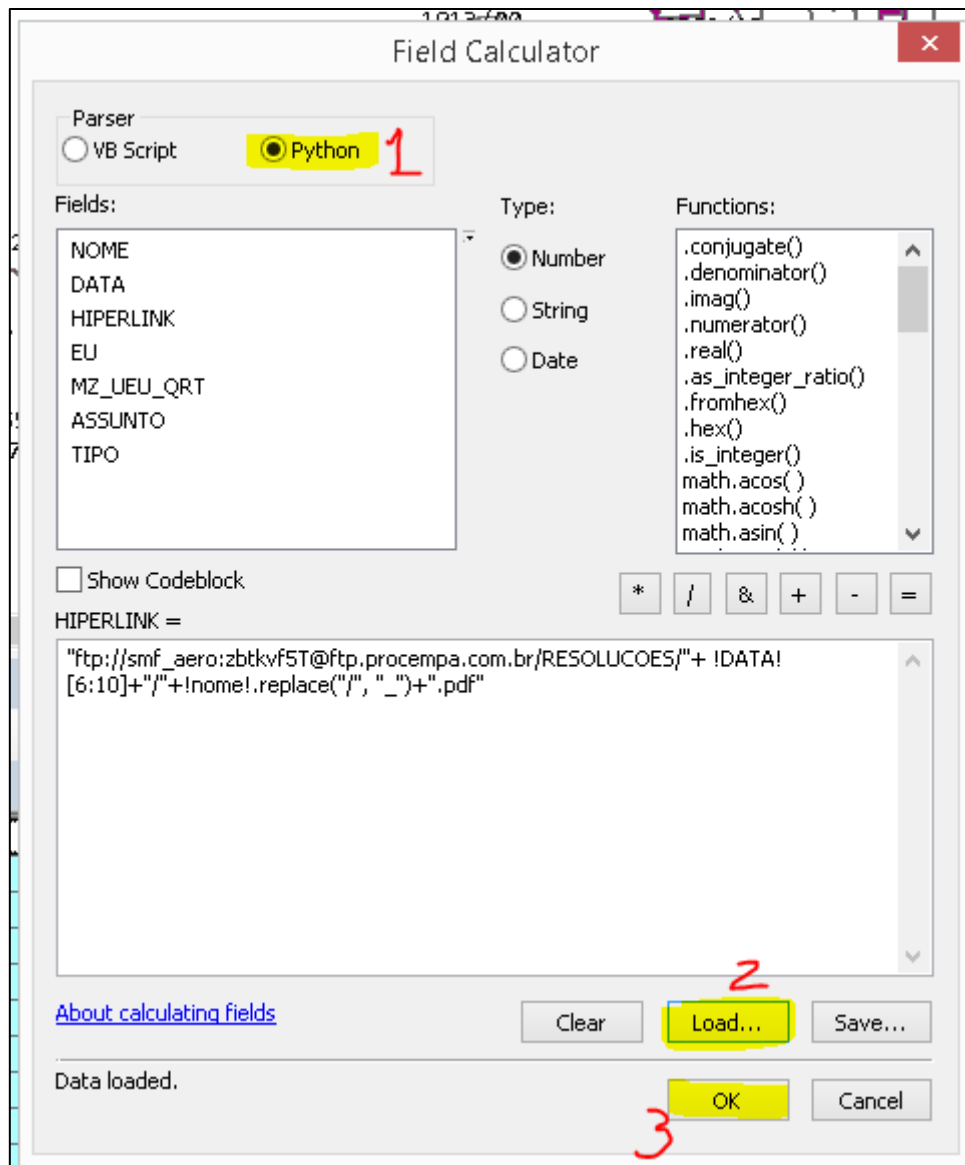 Field Calculator
Parser
VB Script
Python
1
Fields:
Type:
Functions:
NOME
DATA
HIPERLINK
EU
MZ_UEU_QRT
ASSUNTO
TIPO
Number
String
Date
.conjugate()
.denominator()
.imag()
.numerator()
.real()
.as_integer_ratio()
.fromhex()
.hex()
.is_integer()
math.acos( )
math.acosh( )
math.asin( )
Show Codeblock
* / & + - =
HIPERLINK =
"ftp://smf_aero:zbtkvf5T@ftp.procempa.com.br/RESOLUCOES/"+ !DATA!
[6:10]+"/"+!nome!.replace("/", "_")+".pdf"
2
About calculating fields
Clear
Load...
Save...
Data loaded.
OK
Cancel
3